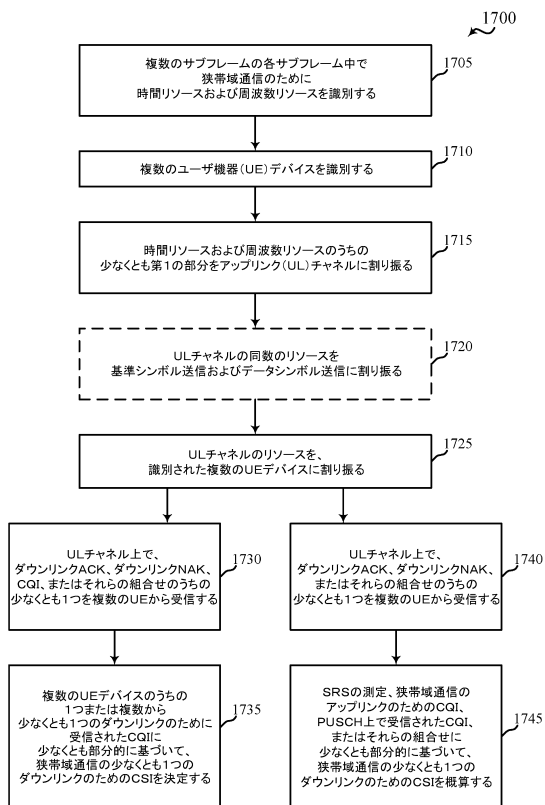 1700
複数のサブフレームの各サブフレーム中で
狭帯域通信のために
時間リソースおよび周波数リソースを識別する
1705
複数のユーザ機器(UE)デバイスを識別する
1710
時間リソースおよび周波数リソースのうちの
少なくとも第1の部分をアップリンク(UL)チャネルに割り振る
1715
ULチャネルの同数のリソースを
基準シンボル送信およびデータシンボル送信に割り振る
1720
ULチャネルのリソースを、
識別された複数のUEデバイスに割り振る
1725
ULチャネル上で、
ダウンリンクACK、ダウンリンクNAK、
CQI、またはそれらの組合せのうちの
少なくとも1つを複数のUEから受信する
1730
ULチャネル上で、
ダウンリンクACK、ダウンリンクNAK、
またはそれらの組合せのうちの
少なくとも1つを複数のUEから受信する
1740
複数のUEデバイスのうちの
1つまたは複数から
少なくとも1つのダウンリンクのために
受信されたCQIに
少なくとも部分的に基づいて、
狭帯域通信の少なくとも1つの
ダウンリンクのためのCSIを決定する
1735
SRSの測定、狭帯域通信の
アップリンクのためのCQI、
PUSCH上で受信されたCQI、
またはそれらの組合せに
少なくとも部分的に基づいて、
狭帯域通信の少なくとも1つの
ダウンリンクのためのCSIを概算する
1745